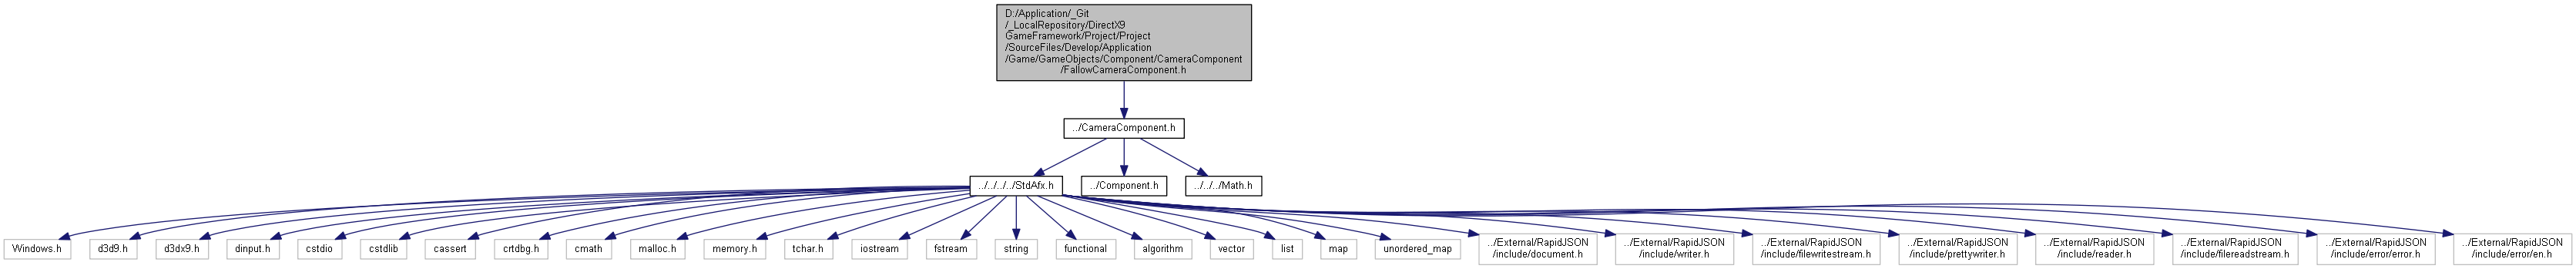 D:/Application/_Git
/_LocalRepository/DirectX9
GameFramework/Project/Project
/SourceFiles/Develop/Application
/Game/GameObjects/Component/CameraComponent
/FallowCameraComponent.h
../CameraComponent.h
../../../../StdAfx.h
../Component.h
../../../Math.h
Windows.h
d3d9.h
d3dx9.h
dinput.h
cstdio
cstdlib
cassert
crtdbg.h
cmath
malloc.h
memory.h
tchar.h
iostream
fstream
string
functional
algorithm
vector
list
map
unordered_map
../External/RapidJSON
/include/document.h
../External/RapidJSON
/include/writer.h
../External/RapidJSON
/include/filewritestream.h
../External/RapidJSON
/include/prettywriter.h
../External/RapidJSON
/include/reader.h
../External/RapidJSON
/include/filereadstream.h
../External/RapidJSON
/include/error/error.h
../External/RapidJSON
/include/error/en.h